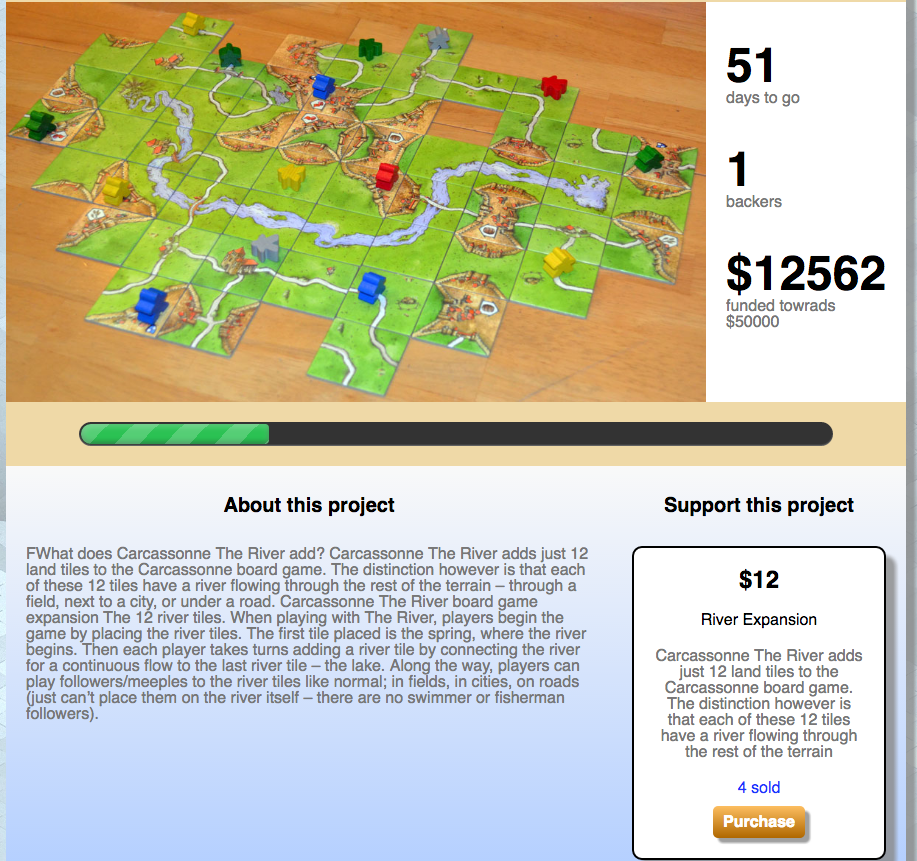 51
days to go
1
backers
$12562
funded towrads
$50000
About this project
FWhat does Carcassonne The River add? Carcassonne The River adds just 12
land tiles to the Carcassonne board game. The distinction however is that each
of these 12 tiles have a river flowing through the rest of the terrain – through a
field, next to a city, or under a road. Carcassonne The River board game
expansion The 12 river tiles. When playing with The River, players begin the
game by placing the river tiles. The first tile placed is the spring, where the river
begins. Then each player takes turns adding a river tile by connecting the river
for a continuous flow to the last river tile – the lake. Along the way, players can
play followers/meeples to the river tiles like normal; in fields, in cities, on roads
(just can't place them on the river itself – there are no swimmer or fisherman
followers).
Support this project
$12
River Expansion
Carcassonne The River adds
just 12 land tiles to the
Carcassonne board game.
The distinction however is
that each of these 12 tiles
have a river flowing through
the rest of the terrain
4 sold
Purchase